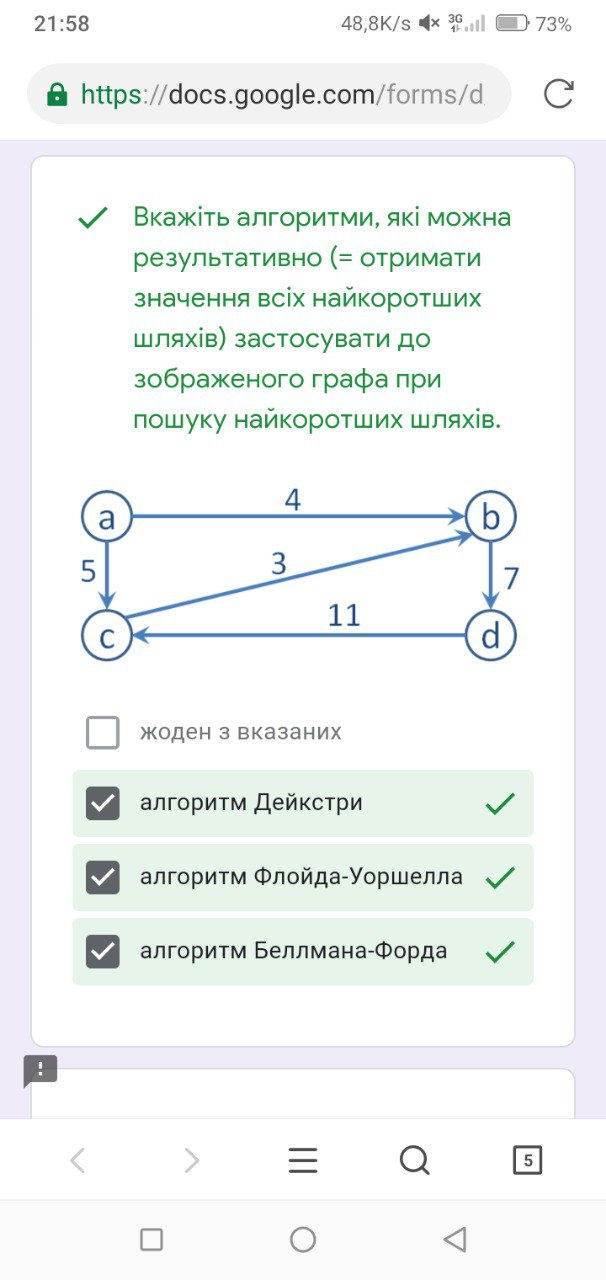 21:58 48,8K/s 3G 73%
https://docs.google.com/forms/d
Вкажіть алгоритми, які можна
результативно (= отримати
значення всіх найкоротших
шляхів) застосувати до
зображеного графа при
пошуку найкоротших шляхів.
4
a b
5 3 7
11
c d
жоден з вказаних
алгоритм Дейкстри
алгоритм Флойда-Уоршелла
алгоритм Беллмана-Форда
!
5